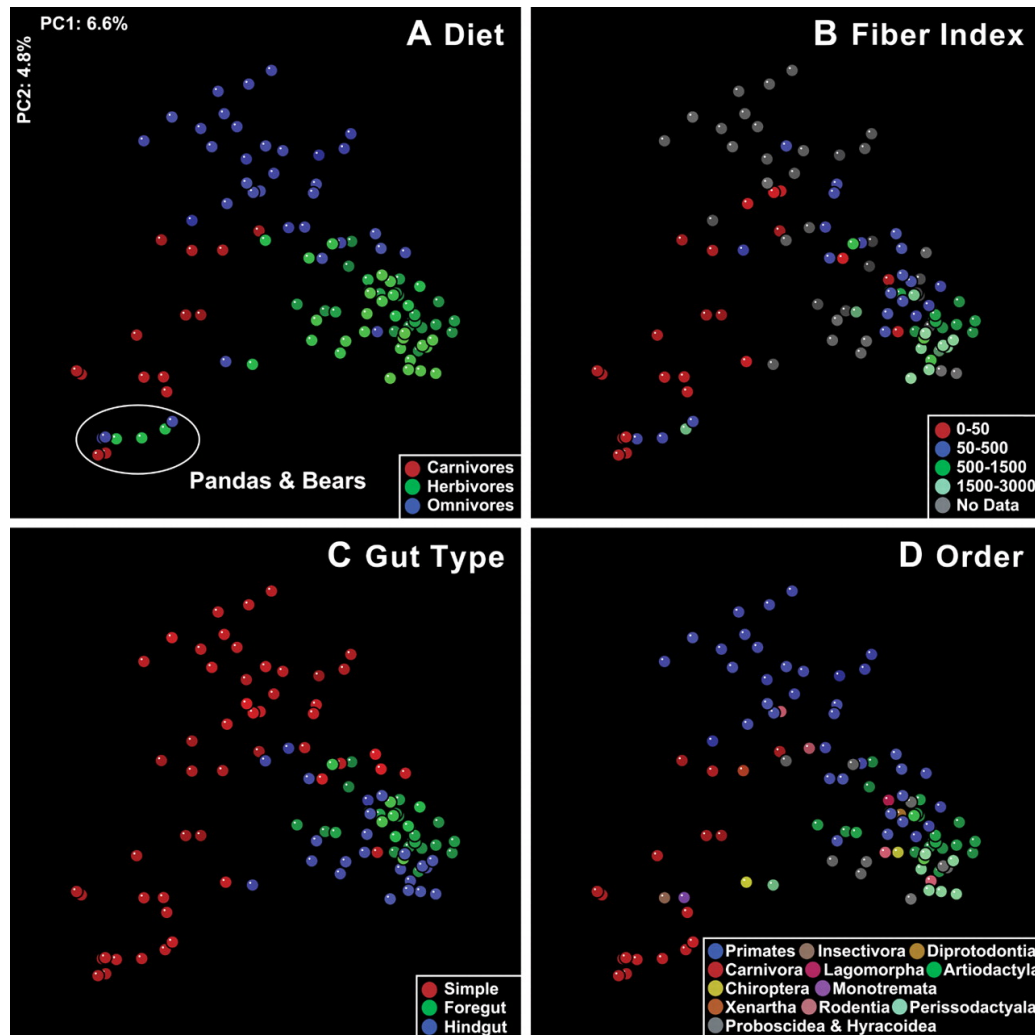 PC1: 6.6%
PC2: 4.8%
A Diet
Pandas & Bears
Carnivores
Herbivores
Omnivores
B Fiber Index
0-50
50-500
500-1500
1500-3000
No Data
C Gut Type
Simple
Foregut
Hindgut
D Order
Primates Insectivora Diprotodontia
Carnivora Lagomorpha Artiodactyla
Chiroptera Monotremata
Xenartha Rodentia Perissodactyala
Proboscidea & Hyracoidea